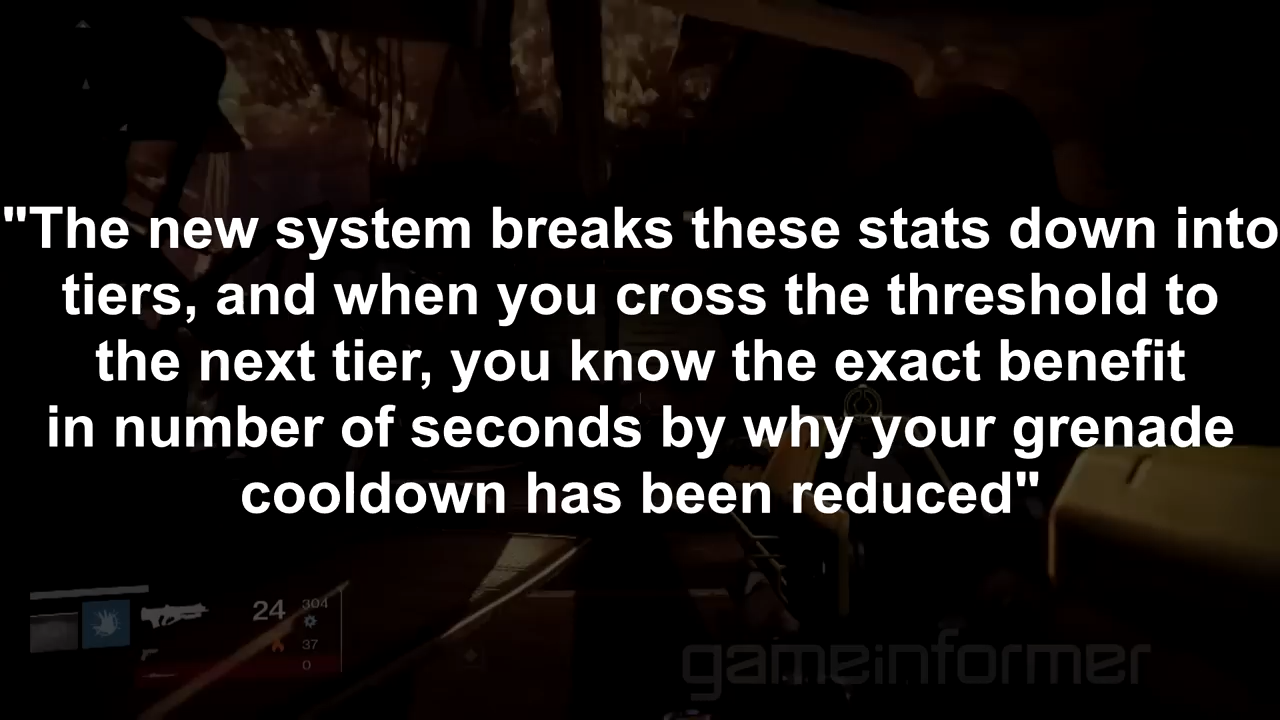 "The new system breaks these stats down into
tiers, and when you cross the threshold to
the next tier, you know the exact benefit
in number of seconds by why your grenade
cooldown has been reduced"
24
304
37
0
gameinformer